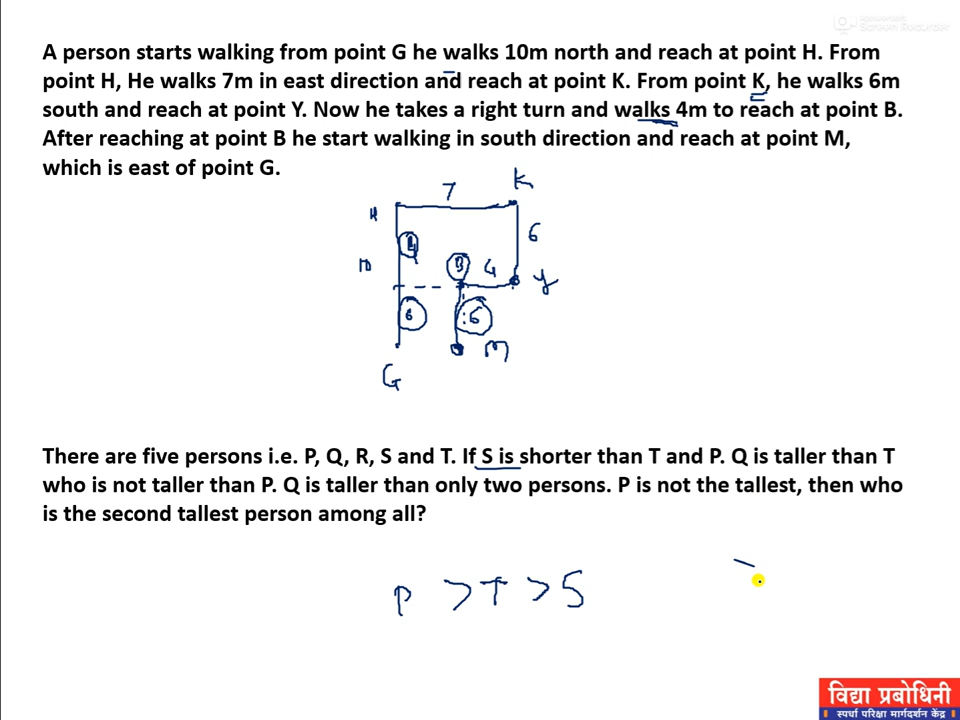 A person starts walking from point G he walks 10m north and reach at point H. From
point H, He walks 7m in east direction and reach at point K. From point K, he walks 6m
south and reach at point Y. Now he takes a right turn and walks 4m to reach at point B.
After reaching at point B he start walking in south direction and reach at point M,
which is east of point G.
7 K
H
6
10 B 4 Y
6 6
M
G
There are five persons i.e. P, Q, R, S and T. If S is shorter than T and P. Q is taller than T
who is not taller than P. Q is taller than only two persons. P is not the tallest, then who
is the second tallest person among all?
P > T > S
विद्या प्रबोधिनी
स्पर्धा परिक्षा मार्गदर्शन केंद्र